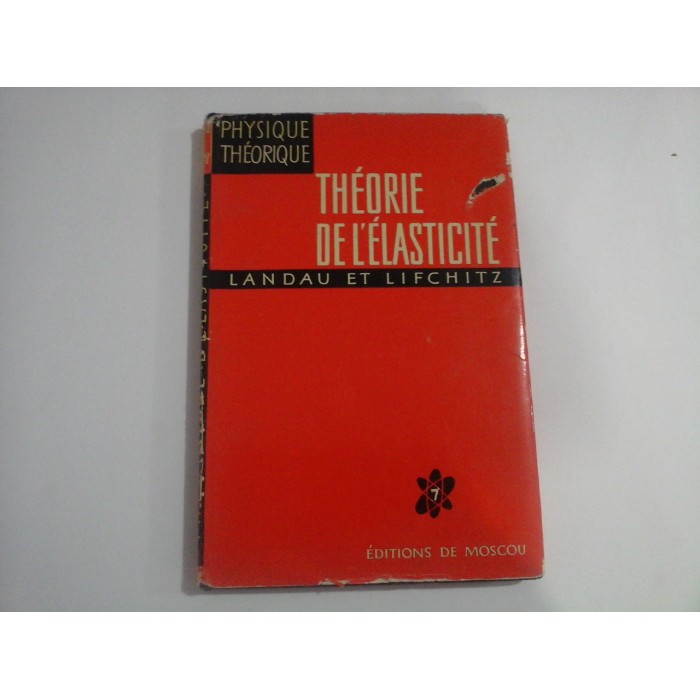 PHYSIQUE
THÉORIQUE
THÉORIE
DE L'ÉLASTICITÉ
LANDAU ET LIFCHITZ
7
ÉDITIONS DE MOSCOU